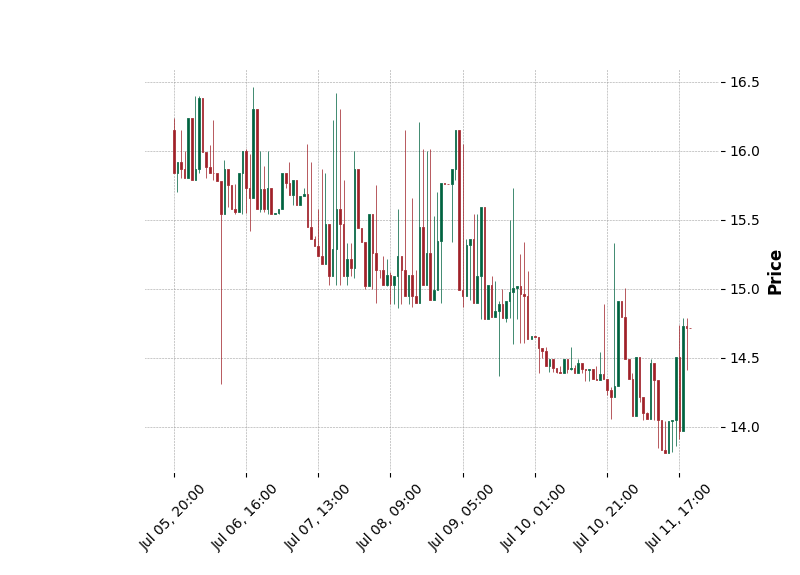 16.5
16.0
15.5
15.0
14.5
14.0
Price
Jul 05, 20:00
Jul 06, 16:00
Jul 07, 13:00
Jul 08, 09:00
Jul 09, 05:00
Jul 10, 01:00
Jul 10, 21:00
Jul 11, 17:00